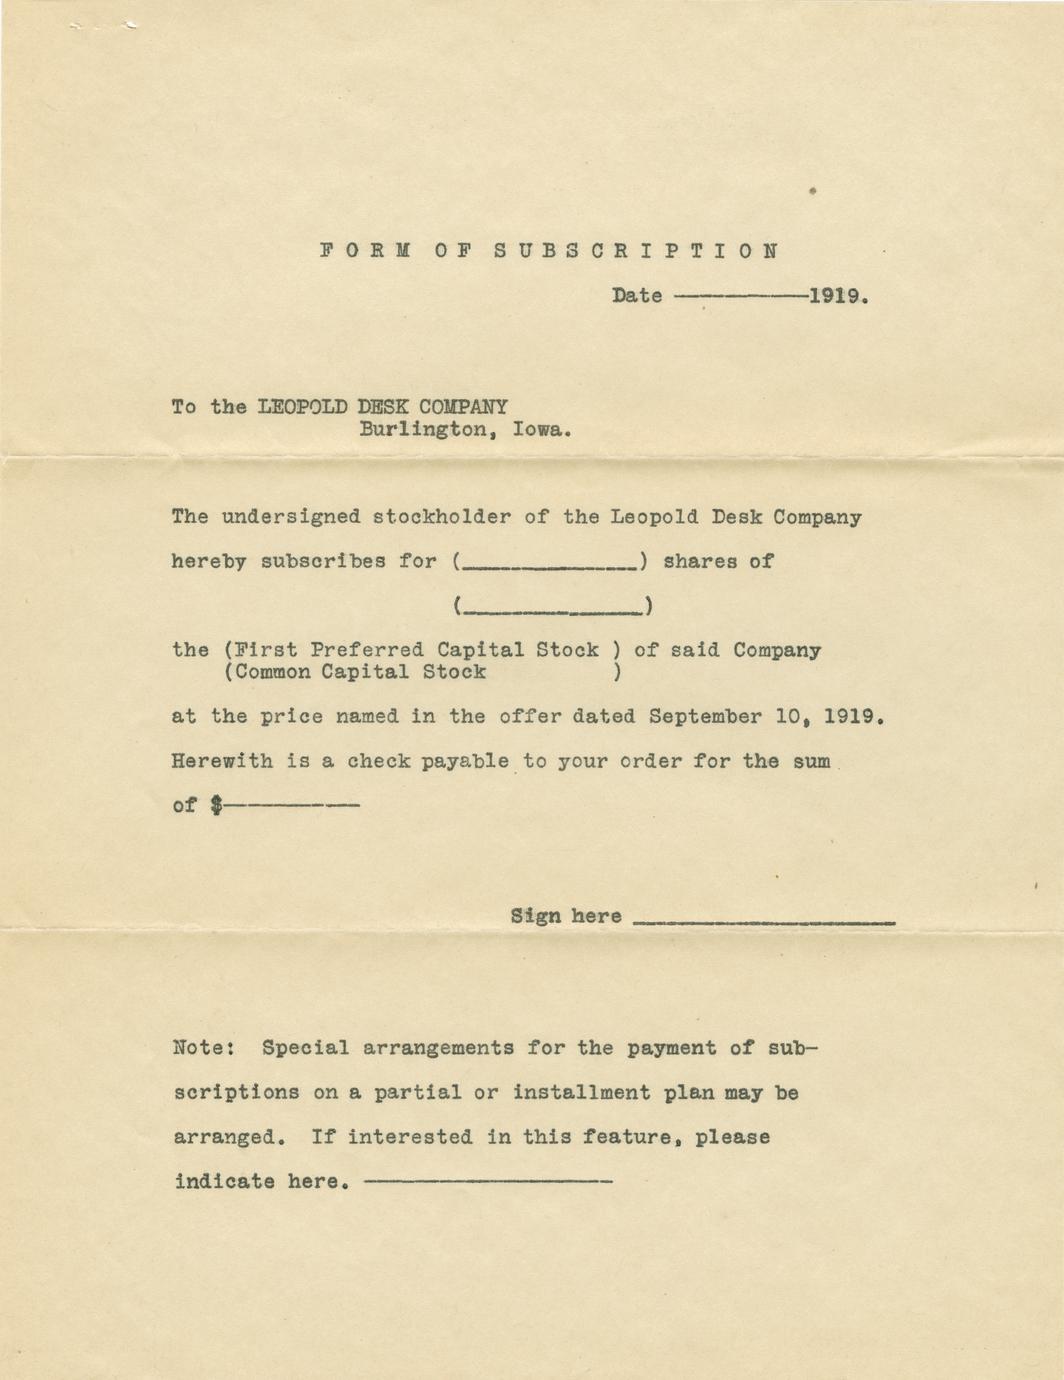 FORM OF SUBSCRIPTION
Date ——————1919.
To the LEOPOLD DESK COMPANY
Burlington, Iowa.
The undersigned stockholder of the Leopold Desk Company
hereby subscribes for (______________) shares of
(______________)
the (First Preferred Capital Stock ) of said Company
(Common Capital Stock )
at the price named in the offer dated September 10, 1919.
Herewith is a check payable to your order for the sum
of $——————
Sign here _____________________
Note: Special arrangements for the payment of sub-
scriptions on a partial or installment plan may be
arranged. If interested in this feature, please
indicate here. ——————————